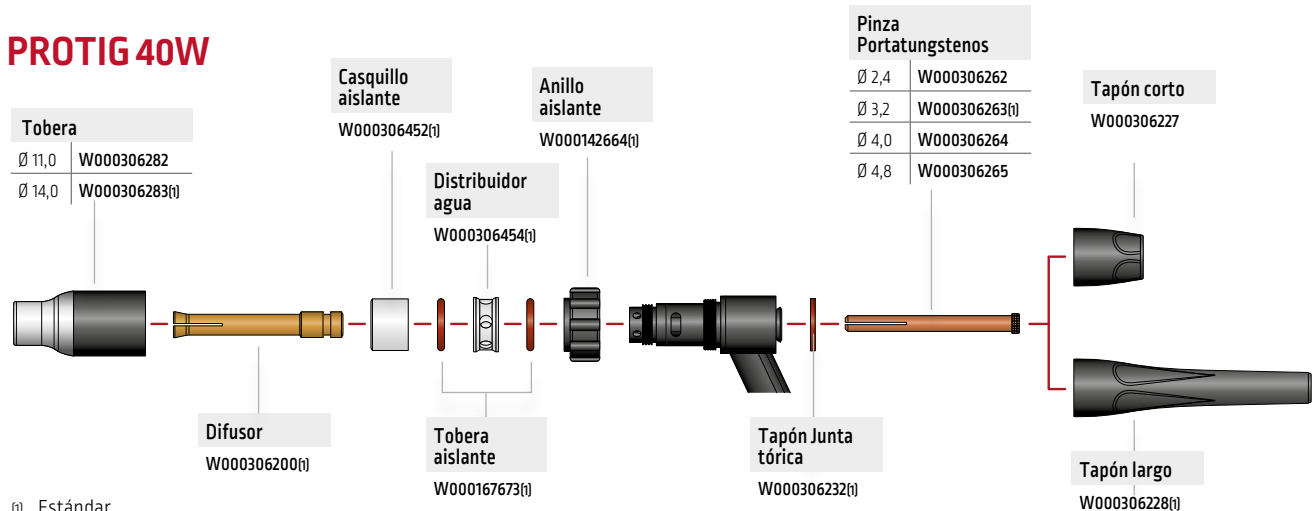 PROTIG 40W
Tobera
Ø 11,0 W000306282
Ø 14,0 W000306283(1)
Casquillo
aislante
W000306452(1)
Distribuidor
agua
W000306454(1)
Anillo
aislante
W000142664(1)
Pinza
Portatungstenos
Ø 2,4 W000306262
Ø 3,2 W000306263(1)
Ø 4,0 W000306264
Ø 4,8 W000306265
Tapón corto
W000306227
Difusor
W000306200(1)
Tobera
aislante
W000167673(1)
Tapón Junta
tórica
W000306232(1)
Tapón largo
W000306228(1)
(1) Estándar